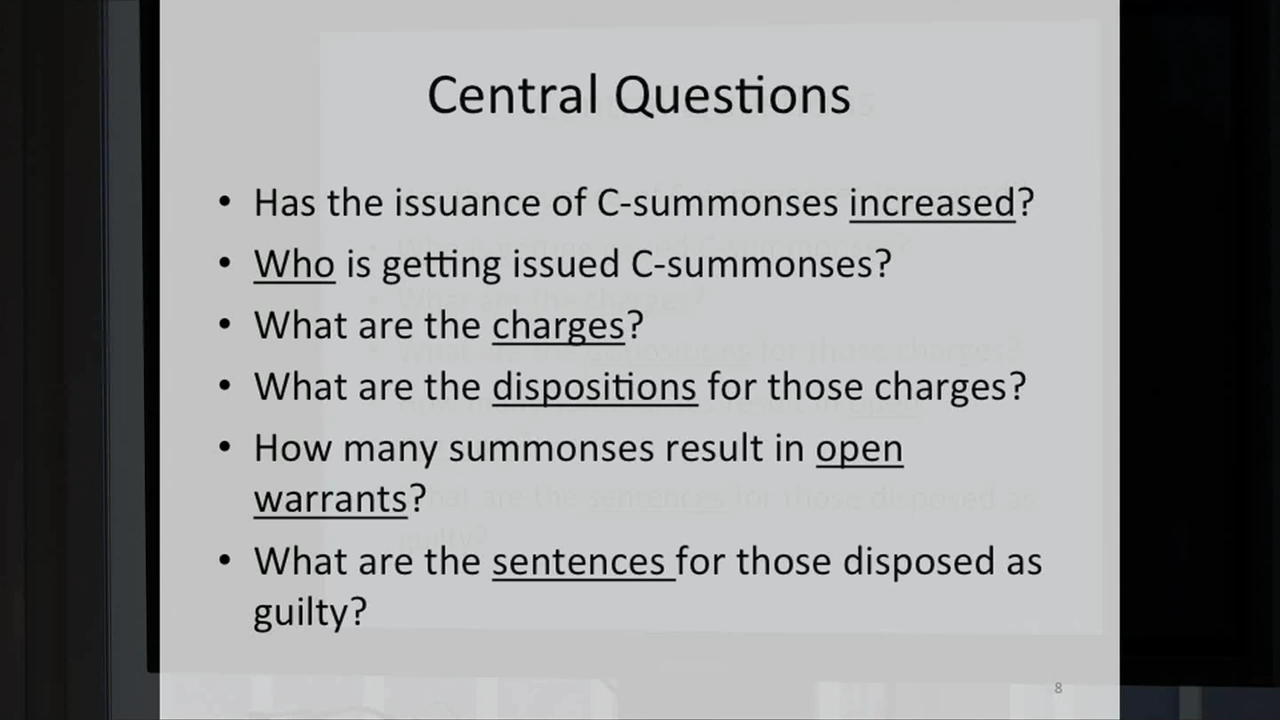 Central Questions
• Has the issuance of C-summonses increased?
• Who is getting issued C-summonses?
• What are the charges?
• What are the dispositions for those charges?
• How many summonses result in open
warrants?
• What are the sentences for those disposed as
guilty?
8